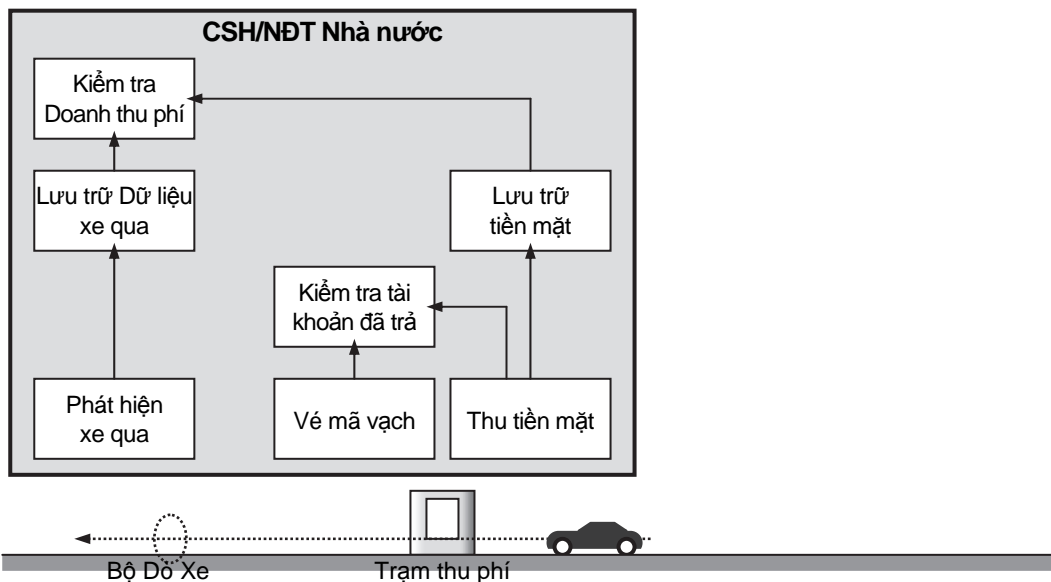 CSH/NĐT Nhà nước
Kiểm tra
Doanh thu phí
Lưu trữ Dữ liệu
xe qua
Lưu trữ
tiền mặt
Kiểm tra tài
khoản đã trả
Phát hiện
xe qua
Vé mã vạch
Thu tiền mặt
Bộ Dò Xe
Trạm thu phí